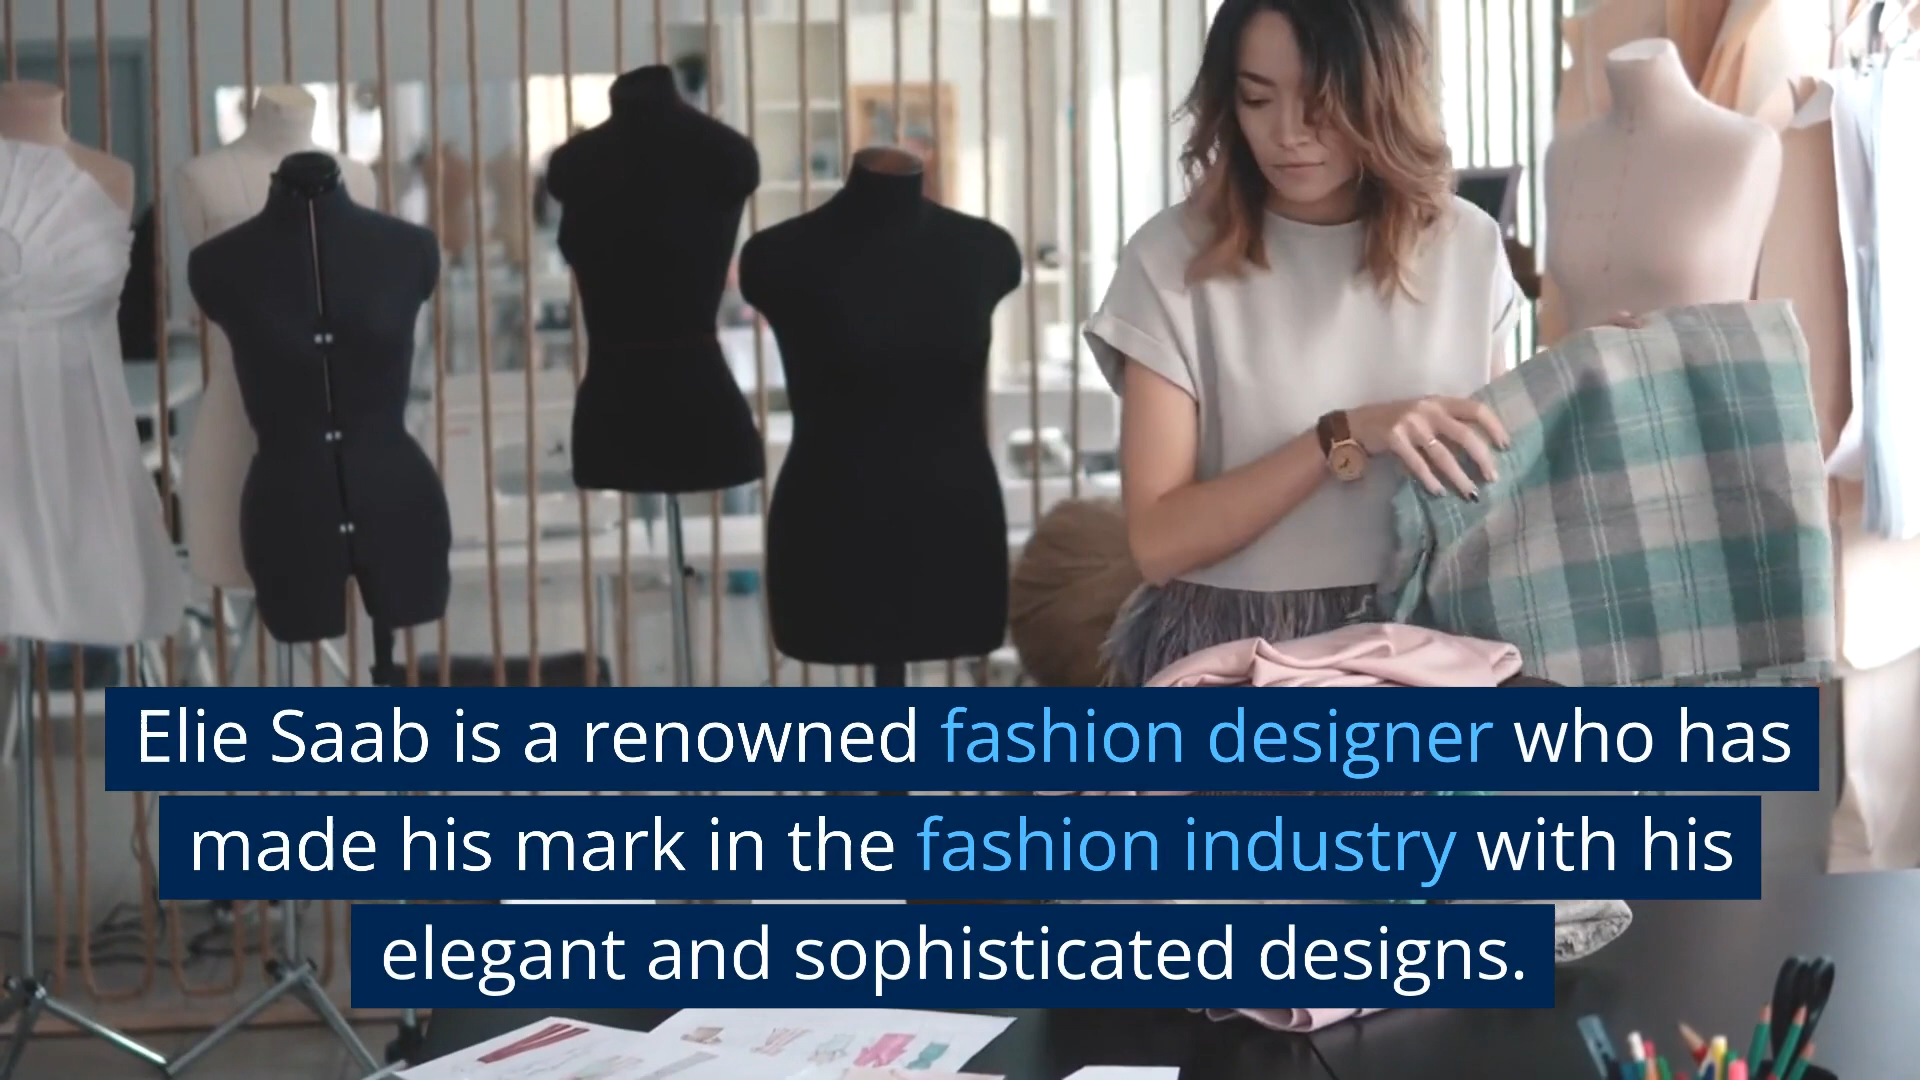 Elie Saab is a renowned fashion designer who has
made his mark in the fashion industry with his
elegant and sophisticated designs.